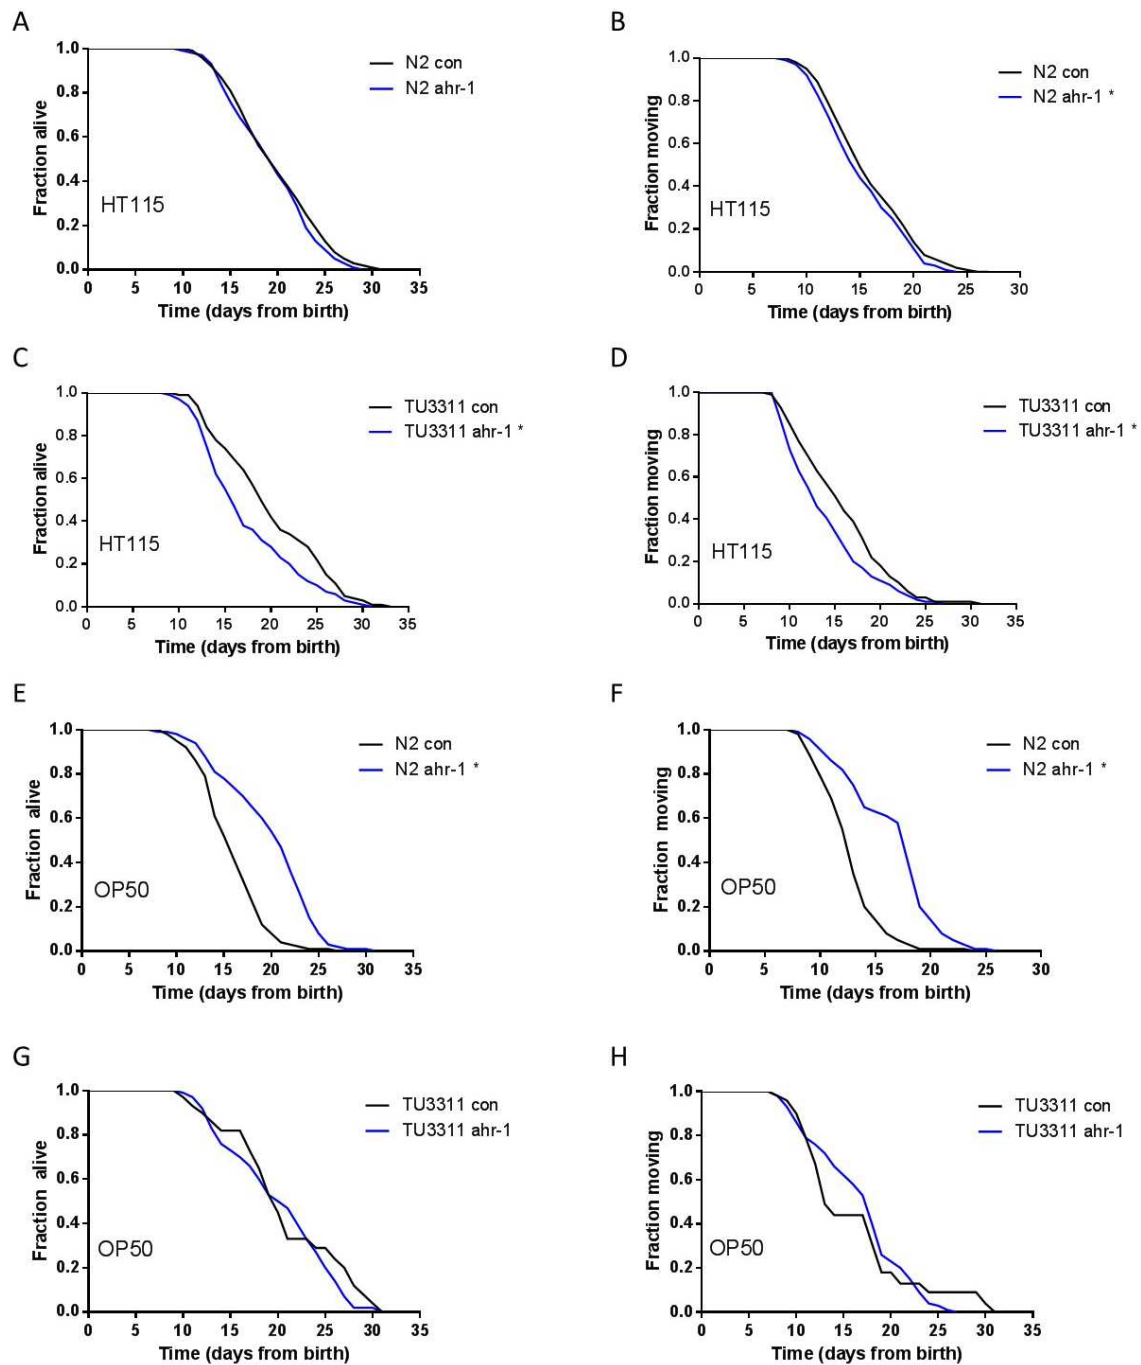 A
1.0
0.8
0.6
0.4
0.2
0.0
Fraction alive
N2 con
N2 ahr-1
HT115
0 5 10 15 20 25 30 35
Time (days from birth)
B
1.0
0.8
0.6
0.4
0.2
0.0
Fraction moving
N2 con
N2 ahr-1 *
HT115
0 5 10 15 20 25 30
Time (days from birth)
C
1.0
0.8
0.6
0.4
0.2
0.0
Fraction alive
TU3311 con
TU3311 ahr-1 *
HT115
0 5 10 15 20 25 30 35
Time (days from birth)
D
1.0
0.8
0.6
0.4
0.2
0.0
Fraction moving
TU3311 con
TU3311 ahr-1 *
HT115
0 5 10 15 20 25 30 35
Time (days from birth)
E
1.0
0.8
0.6
0.4
0.2
0.0
Fraction alive
N2 con
N2 ahr-1 *
OP50
0 5 10 15 20 25 30 35
Time (days from birth)
F
1.0
0.8
0.6
0.4
0.2
0.0
Fraction moving
N2 con
N2 ahr-1 *
OP50
0 5 10 15 20 25 30
Time (days from birth)
G
1.0
0.8
0.6
0.4
0.2
0.0
Fraction alive
TU3311 con
TU3311 ahr-1
OP50
0 5 10 15 20 25 30 35
Time (days from birth)
H
1.0
0.8
0.6
0.4
0.2
0.0
Fraction moving
TU3311 con
TU3311 ahr-1
OP50
0 5 10 15 20 25 30 35
Time (days from birth)